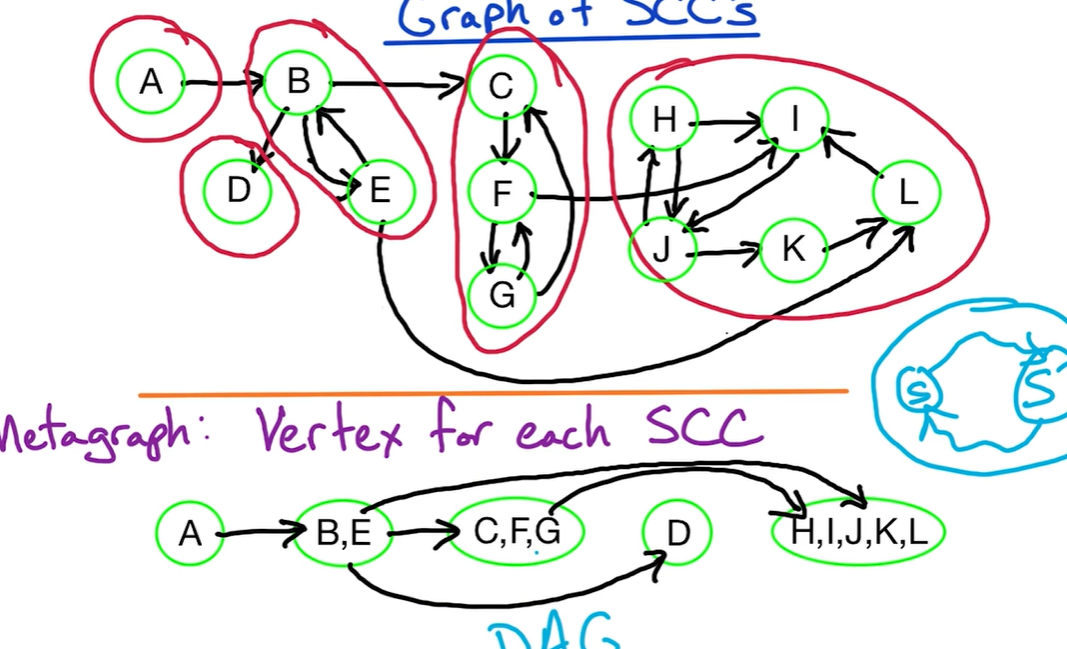 Graph of SCC's
A B C H I
D E F L
J K
G
S S'
Metagraph: Vertex for each SCC
A B,E C,F,G D H,I,J,K,L
DAG